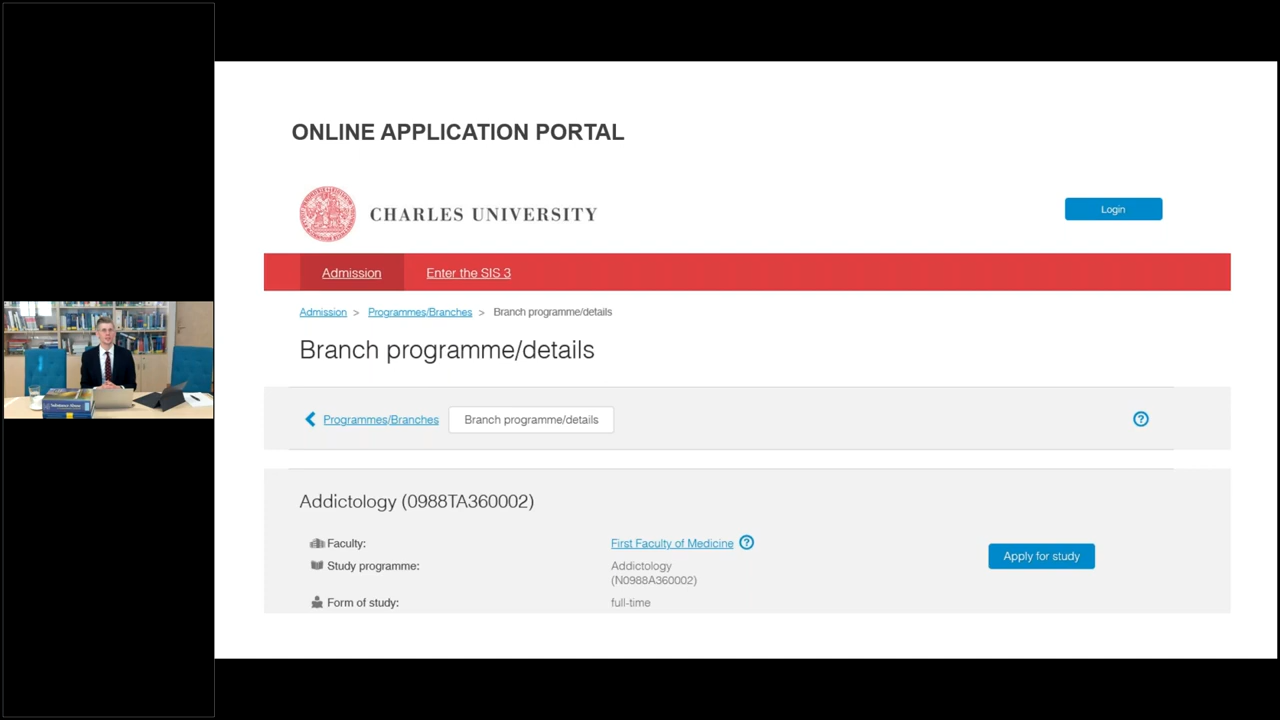 ONLINE APPLICATION PORTAL
CHARLES UNIVERSITY
Login
Admission
Enter the SIS 3
Admission > Programmes/Branches > Branch programme/details
Branch programme/details
Programmes/Branches
Branch programme/details
?
Addictology (0988TA360002)
Faculty:
First Faculty of Medicine ?
Apply for study
Study programme:
Addictology
(N0988A360002)
Form of study:
full-time